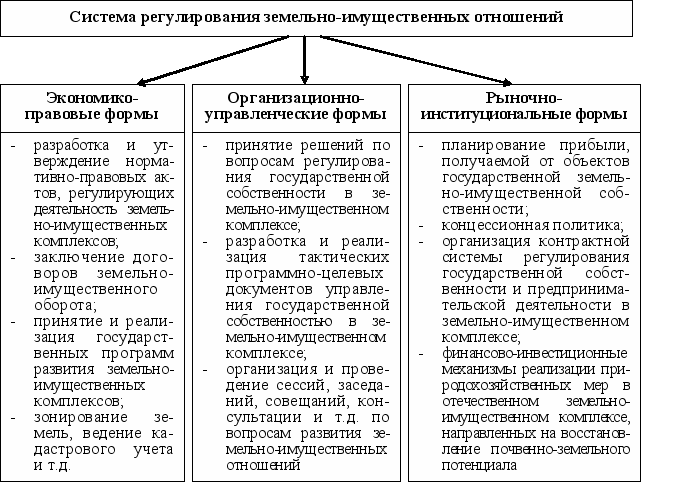 Система регулирования земельно-имущественных отношений
Экономико-
правовые формы
- разработка и ут-
верждение норма-
тивно-правовых ак-
тов, регулирующих
деятельность земель-
но-имущественных
комплексов;
- заключение дого-
воров земельно-
имущественного
оборота;
- принятие и реали-
зация государст-
венных программ
развития земельно-
имущественных
комплексов;
- зонирование зе-
мель, ведение ка-
дастрового учета
и т.д.
Организационно-
управленческие формы
- принятие решений по
вопросам регулирова-
ния государственной
собственности в зе-
мельно-имущественном
комплексе;
- разработка и реали-
зация тактических
программно-целевых
документов управле-
ния государственной
собственностью в зе-
мельно-имущественном
комплексе;
- организация и прове-
дение сессий, заседа-
ний, совещаний, кон-
сультации и т.д. по
вопросам развития зе-
мельно-имущественных
отношений
Рыночно-
институциональные формы
- планирование прибыли,
получаемой от объектов
государственной земель-
но-имущественной соб-
ственности;
- концессионная политика;
- организация контрактной
системы регулирования
государственной собст-
венности и предпринима-
тельской деятельности в
земельно-имущественном
комплексе;
- финансово-инвестиционные
механизмы реализации при-
родохозяйственных мер в
отечественном земельно-
имущественном комплексе,
направленных на восстанов-
ление почвенно-земельного
потенциала